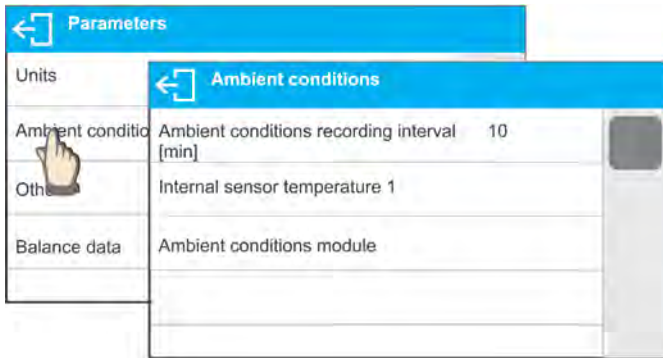 Parameters
Units
Ambient conditio
Othe
Balance data
Ambient conditions
Ambient conditions recording interval 10
[min]
Internal sensor temperature 1
Ambient conditions module